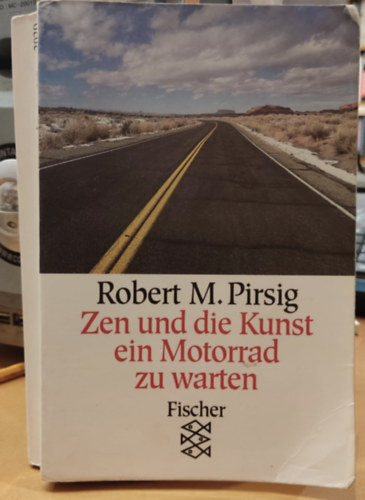 Robert M. Pirsig
Zen und die Kunst
ein Motorrad
zu warten
Fischer